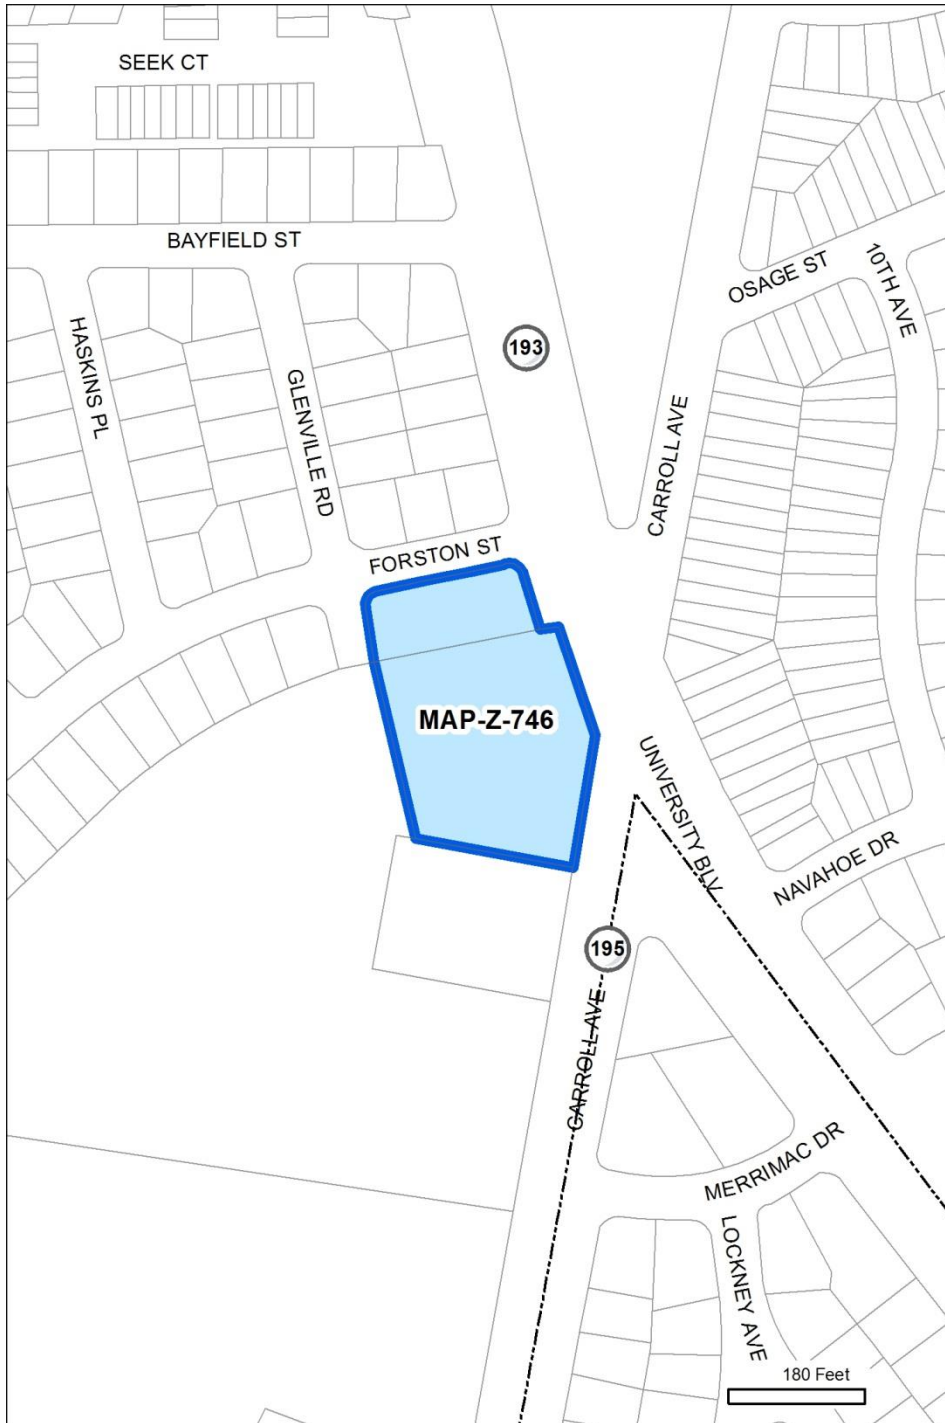 SEEK CT
BAYFIELD ST
OSAGE ST
10TH AVE
HASKINS PL
193
GLENVILLE RD
CARROLL AVE
FORSTON ST
MAP-Z-746
UNIVERSITY BLV
NAVAHOE DR
195
CARROLL AVE
MERRIMAC DR
LOCKNEY AVE
180 Feet